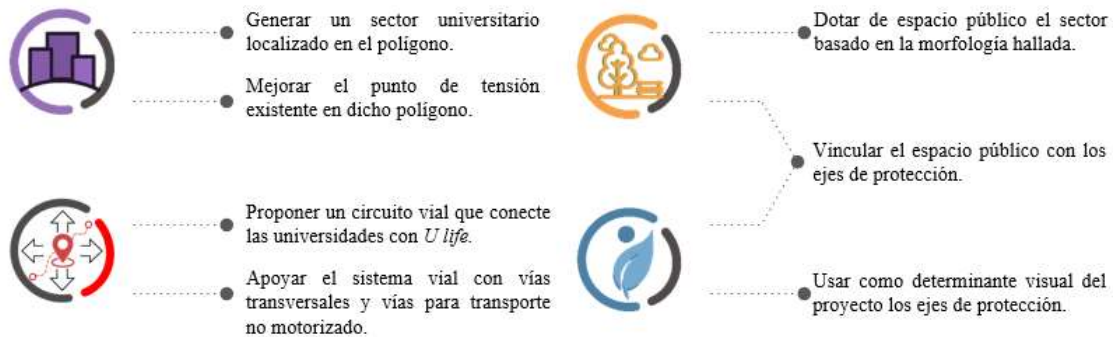 Generar un sector universitario
localizado en el polígono.
Mejorar el punto de tensión
existente en dicho polígono.
Proponer un circuito vial que conecte
las universidades con U life.
Apoyar el sistema vial con vías
transversales y vías para transporte
no motorizado.
Dotar de espacio público el sector
basado en la morfología hallada.
Vincular el espacio público con los
ejes de protección.
Usar como determinante visual del
proyecto los ejes de protección.